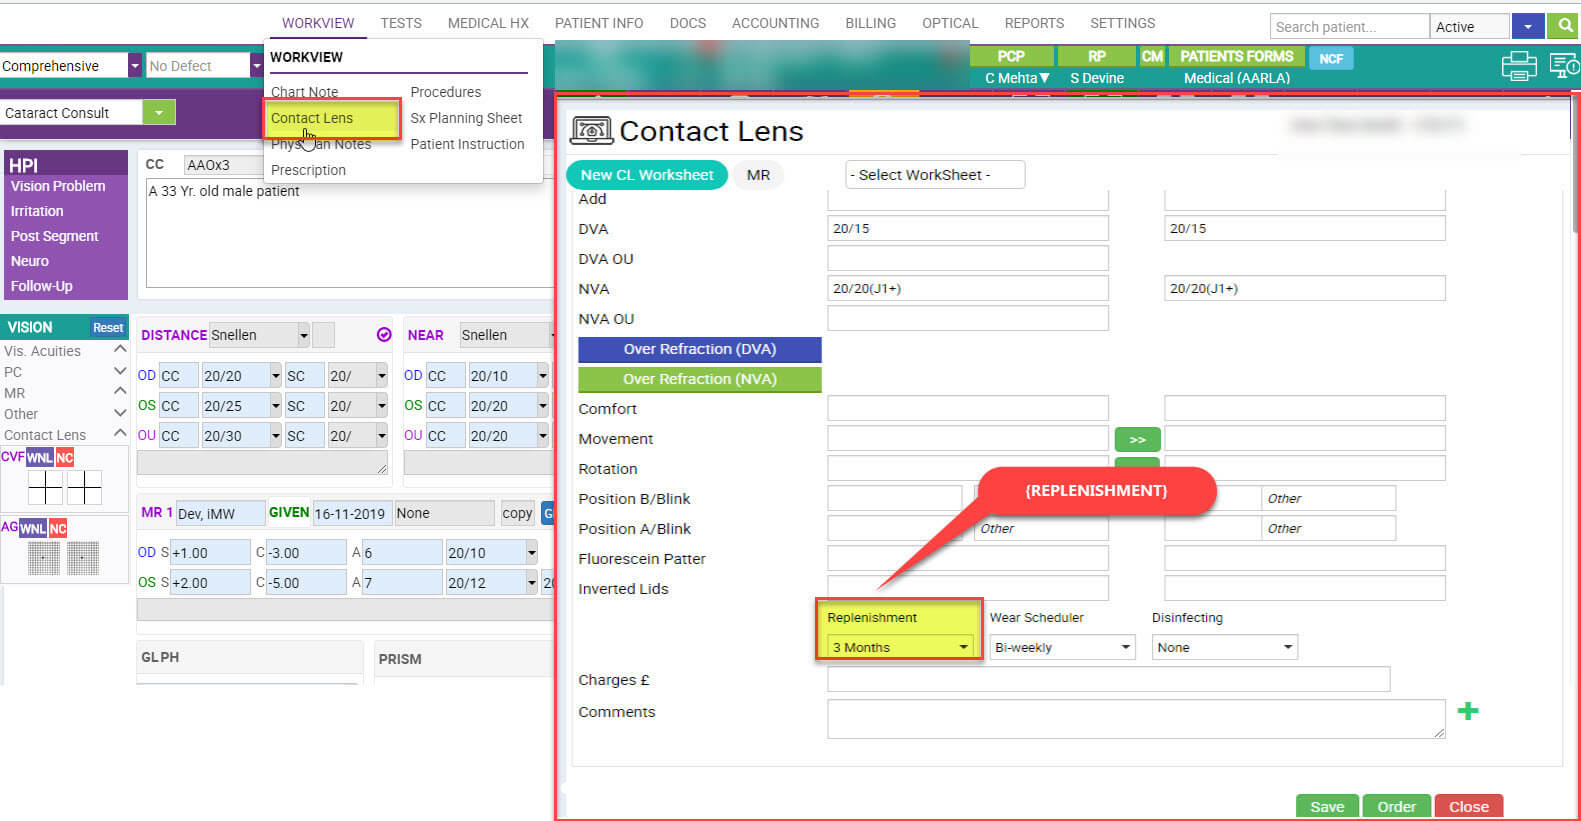 WORKVIEW TESTS MEDICAL HX PATIENT INFO DOCS ACCOUNTING BILLING OPTICAL REPORTS SETTINGS Search patient... Active
WORKVIEW
Chart Note Procedures
Contact Lens Sx Planning Sheet
Physician Notes Patient Instruction
Prescription
Comprehensive No Defect
PCP RP CM PATIENTS FORMS NCF
C Mehta▼ S Devine Medical (AARLA)
Cataract Consult
HPI
Vision Problem
Irritation
Post Segment
Neuro
Follow-Up
CC AAOx3
A 33 Yr. old male patient
VISION Reset
Vis. Acuities
PC
MR
Other
Contact Lens
CVF WNL NC
AG WNL NC
DISTANCE Snellen NEAR Snellen
OD CC 20/20 SC 20/ OD CC 20/10
OS CC 20/25 SC 20/ OS CC 20/20
OU CC 20/30 SC 20/ OU CC 20/20
MR 1 Dev, iMW GIVEN 16-11-2019 None copy G
OD S +1.00 C -3.00 A 6 20/10
OS S +2.00 C -5.00 A 7 20/12 20
GLPH PRISM
Contact Lens
New CL Worksheet MR - Select WorkSheet -
Add
DVA 20/15 20/15
DVA OU
NVA 20/20(J1+) 20/20(J1+)
NVA OU
Over Refraction (DVA)
Over Refraction (NVA)
Comfort
Movement >>
Rotation
{REPLENISHMENT}
Position B/Blink Other
Position A/Blink Other Other
Fluorescein Patter
Inverted Lids
Replenishment Wear Scheduler Disinfecting
3 Months Bi-weekly None
Charges £
Comments
Save Order Close